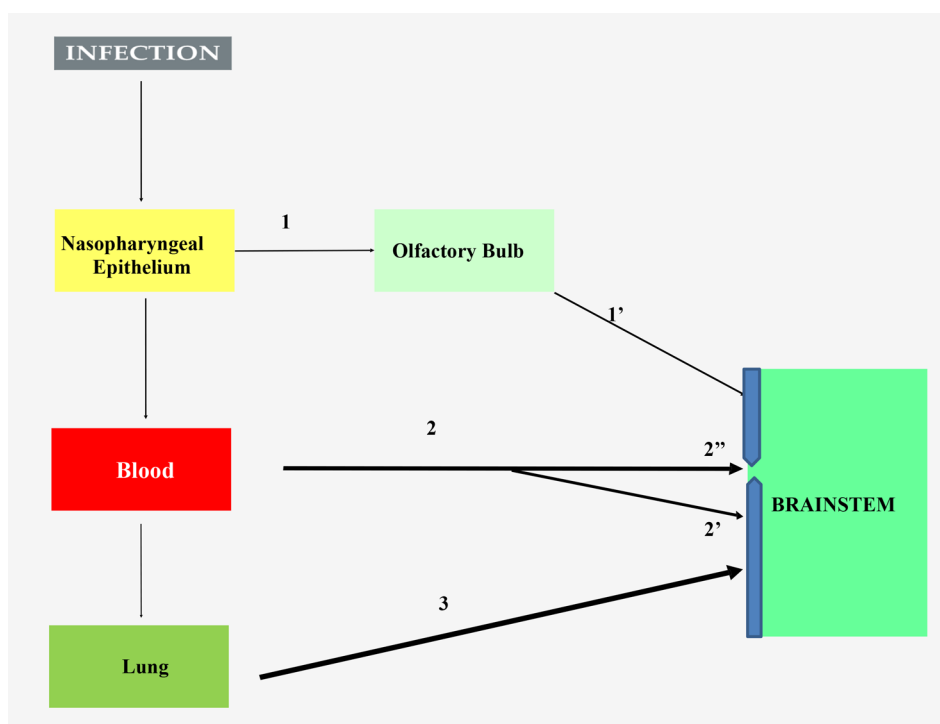 INFECTION
1
Nasopharyngeal
Epithelium
Olfactory Bulb
1’
2
2’’
Blood
BRAINSTEM
2’
3
Lung